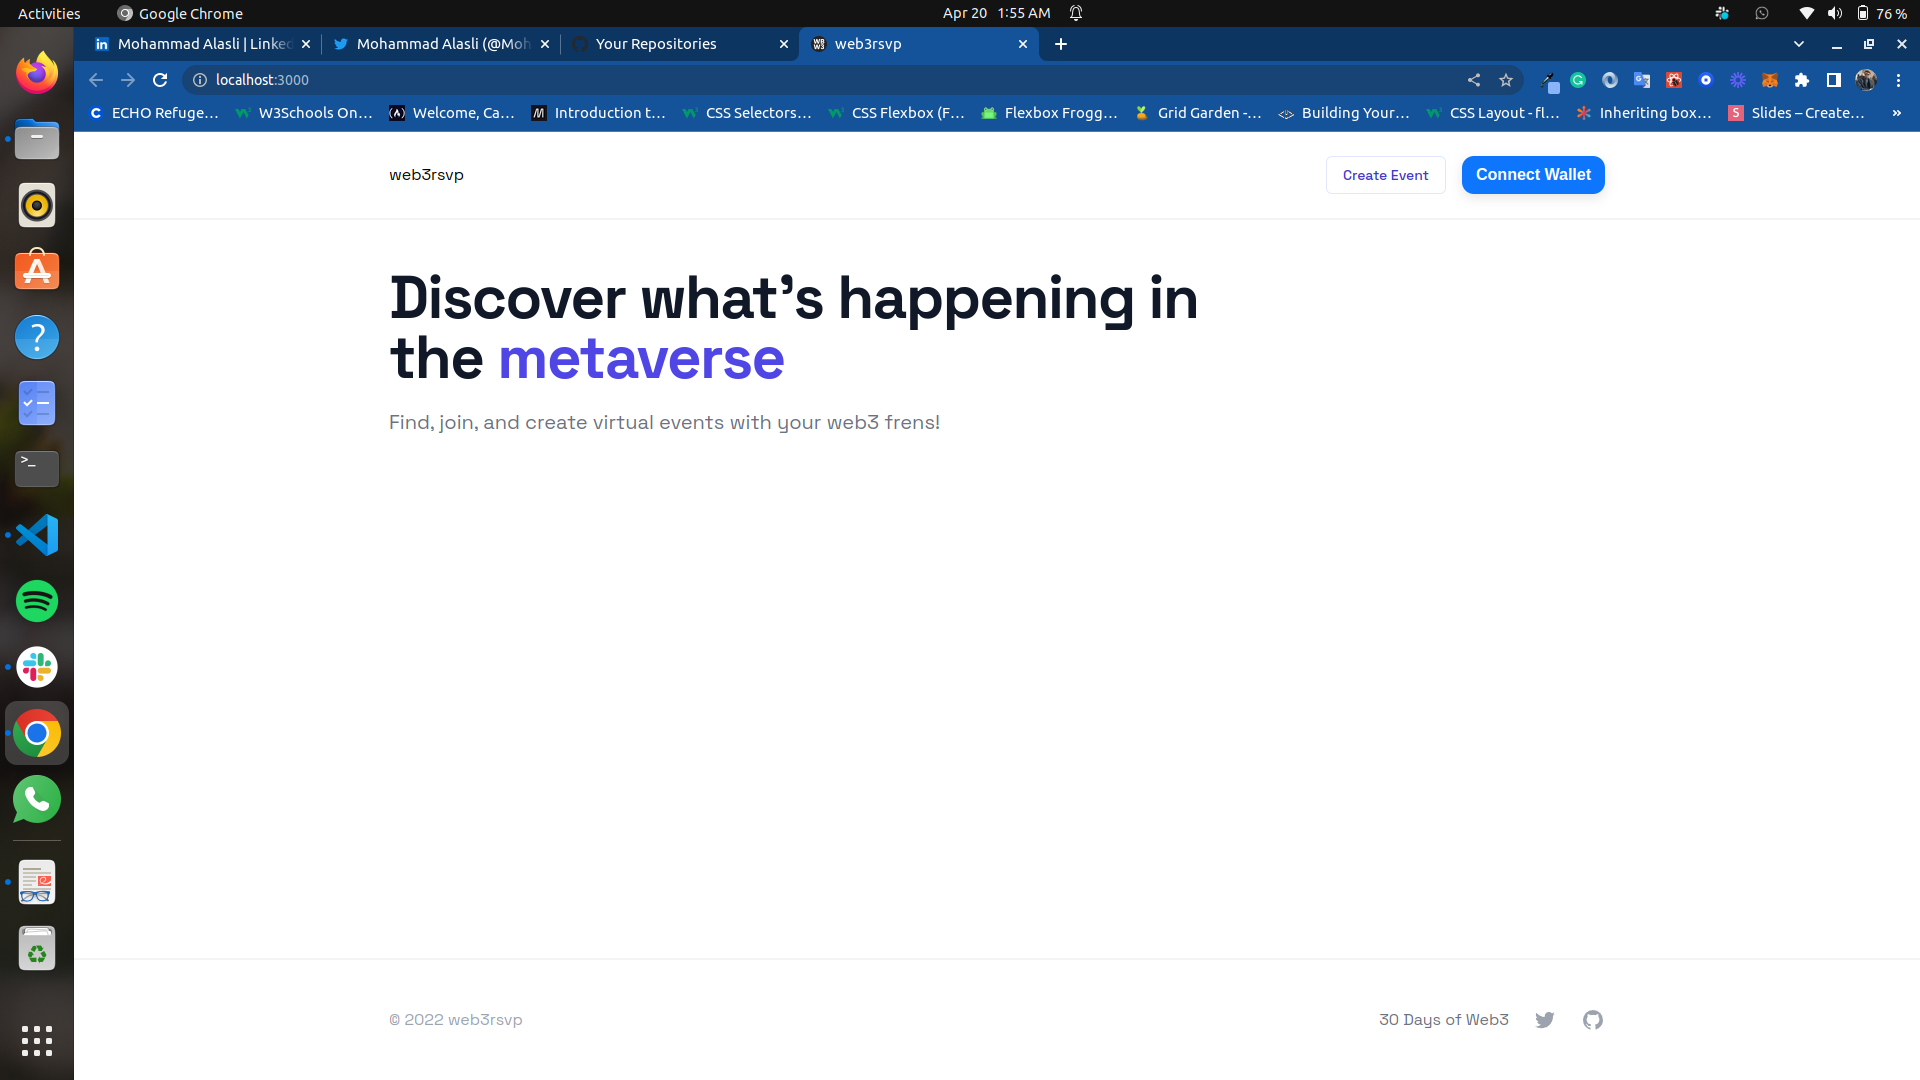 Activities
Google Chrome
Apr 20 1:55 AM
76 %
Mohammad Alasli | Linke
Mohammad Alasli (@Moh
Your Repositories
web3rsvp
localhost:3000
ECHO Refuge...
W3Schools On...
Welcome, Ca...
Introduction t...
CSS Selectors...
CSS Flexbox (F...
Flexbox Frogg...
Grid Garden -...
Building Your...
CSS Layout - fl...
Inheriting box...
Slides – Create...
web3rsvp
Create Event
Connect Wallet
Discover what's happening in
the metaverse
Find, join, and create virtual events with your web3 frens!
© 2022 web3rsvp
30 Days of Web3